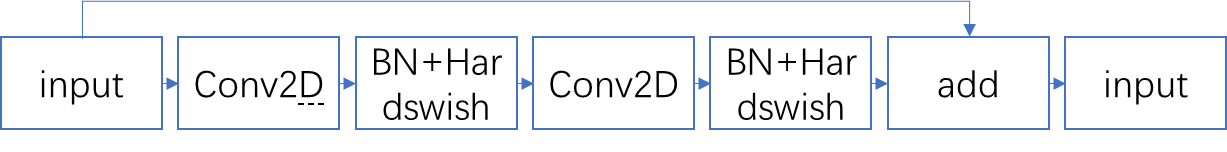 input
Conv2D
BN+Har
dswish
Conv2D
BN+Har
dswish
add
input